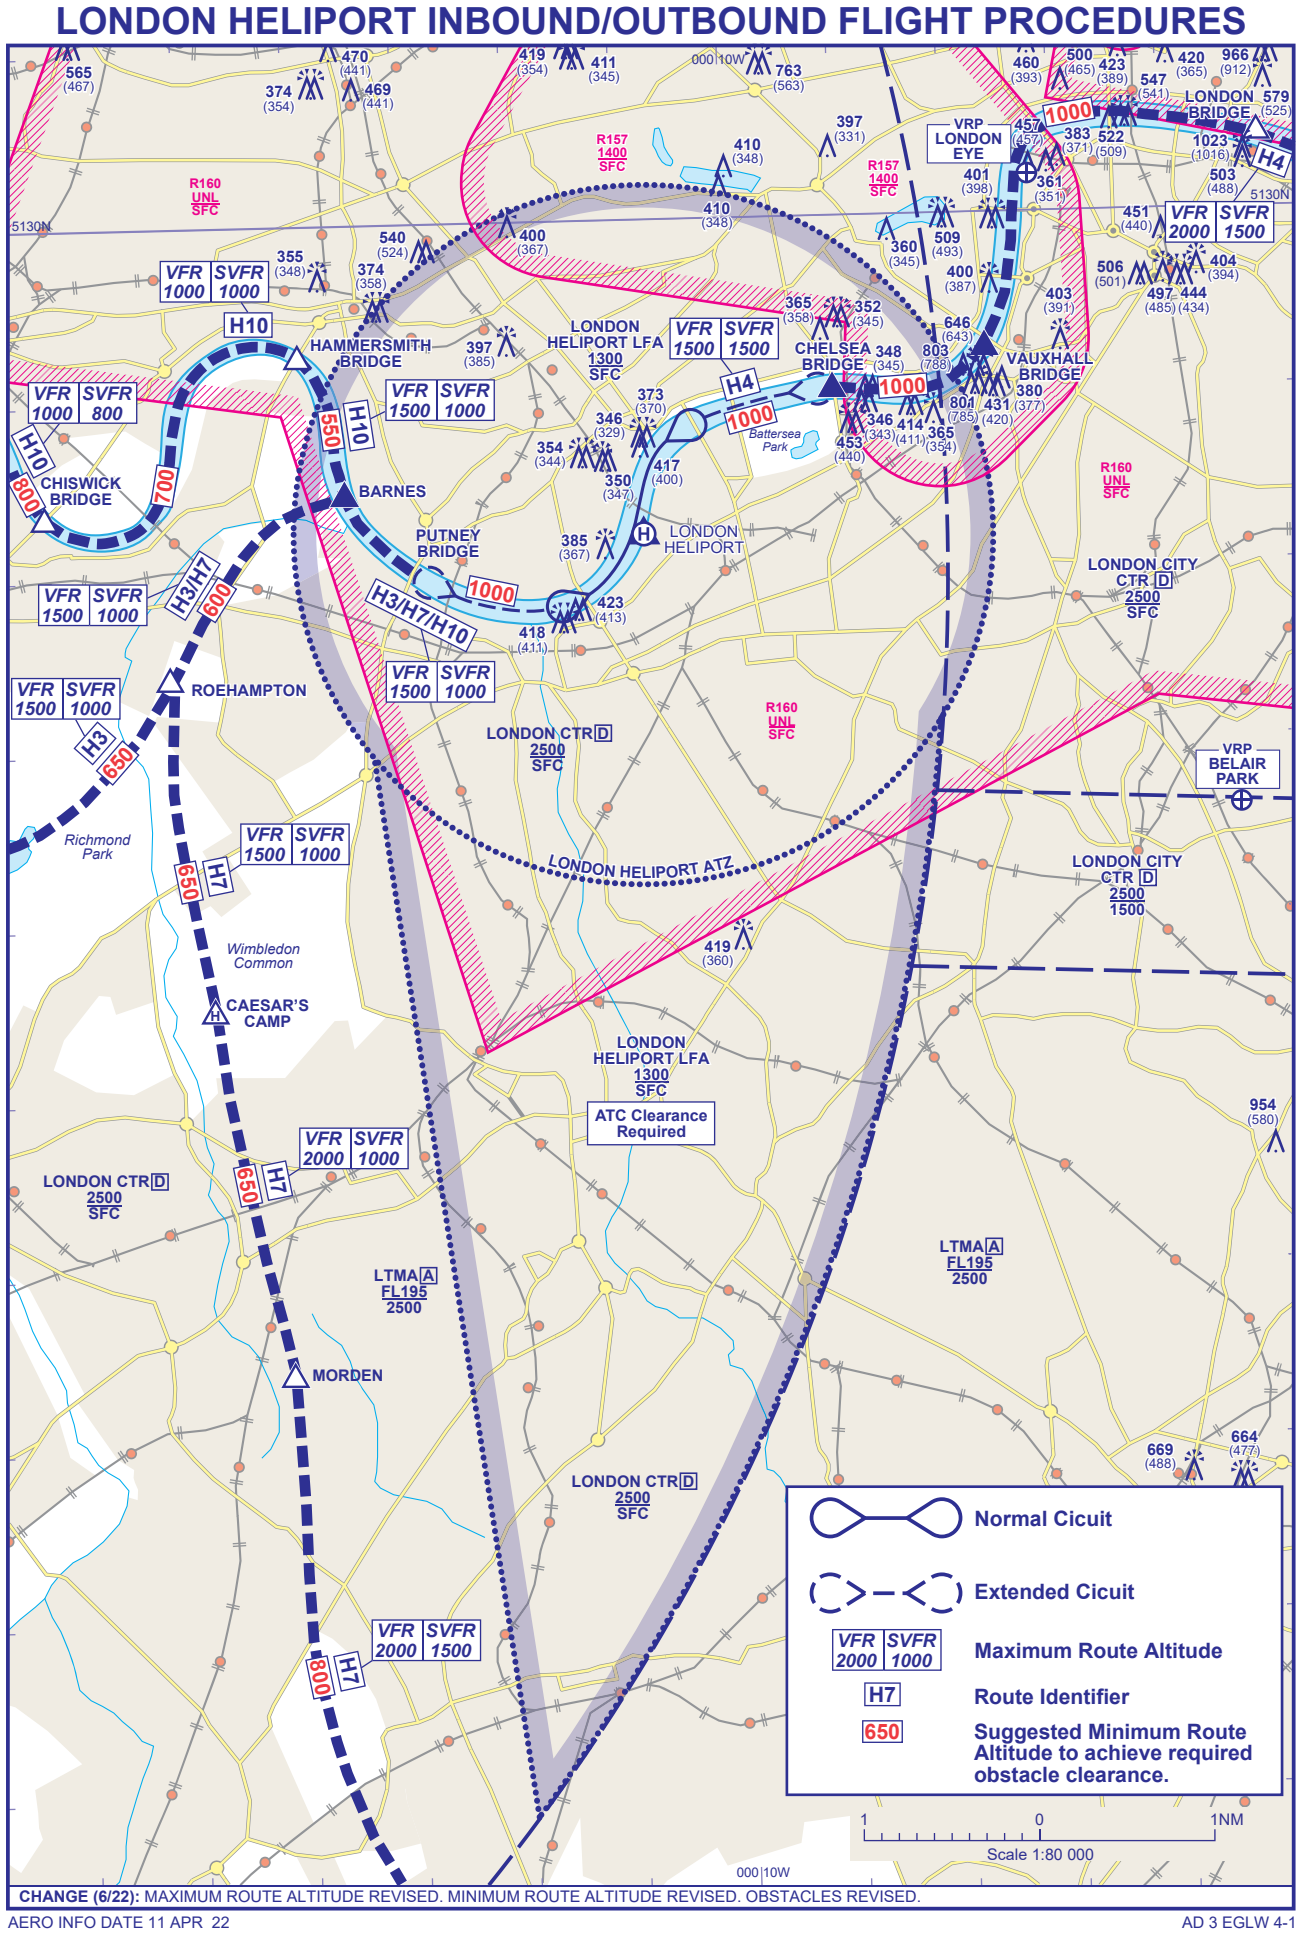 LONDON HELIPORT INBOUND/OUTBOUND FLIGHT PROCEDURES
565
(467)
470
(441)
374
(354)
469
(441)
419
(354)
411
(345)
000|10W
763
(563)
460
(393)
500
(465)
423
(389)
420
(365)
966
(912)
547
(541)
579
(525)
LONDON
BRIDGE
1000
VRP
LONDON
EYE
457
(457)
383
(371)
522
(509)
1023
(1016)
H4
397
(331)
R157
1400
SFC
410
(348)
R157
1400
SFC
401
(398)
361
(351)
503
(488)
R160
UNL
SFC
5130N
410
(348)
451
(440)
VFR SVFR
2000 1500
5130N
400
(367)
540
(524)
360
(345)
509
(493)
355
(348)
374
(358)
VFR SVFR
1000 1000
H10
400
(387)
506
(501)
404
(394)
497
(485)
444
(434)
403
(391)
365
(358)
352
(345)
LONDON
HELIPORT LFA
1300
SFC
VFR SVFR
1500 1500
646
(643)
HAMMERSMITH
BRIDGE
397
(385)
CHELSEA
BRIDGE
348
(345)
803
(788)
VAUXHALL
BRIDGE
H4
1000
1000
380
(377)
VFR SVFR
1000 800
VFR SVFR
1500 1000
373
(370)
801
(785)
431
(420)
H10
550
H10
346
(329)
Battersea
Park
453
(440)
346
(343)
414
(411)
365
(354)
354
(344)
417
(400)
350
(347)
R160
UNL
SFC
800
CHISWICK
BRIDGE
700
BARNES
PUTNEY
BRIDGE
385
(367)
H
LONDON
HELIPORT
LONDON CITY
CTR D
2500
SFC
VFR SVFR
1500 1000
H3/H7
600
H3/H7/H10
1000
418
(411)
423
(413)
VFR SVFR
1500 1000
VFR SVFR
1500 1000
ROEHAMPTON
H3
650
R160
UNL
SFC
LONDON CTR D
2500
SFC
VRP
BELAIR
PARK
Richmond
Park
VFR SVFR
1500 1000
650
H7
LONDON HELIPORT ATZ
LONDON CITY
CTR D
2500
1500
Wimbledon
Common
419
(360)
H
CAESAR'S
CAMP
LONDON
HELIPORT LFA
1300
SFC
ATC Clearance
Required
954
(580)
VFR SVFR
2000 1000
650
H7
LONDON CTR D
2500
SFC
LTMA A
FL195
2500
LTMA A
FL195
2500
MORDEN
669
(488)
664
(477)
LONDON CTR D
2500
SFC
Normal Cicuit
Extended Cicuit
VFR SVFR
2000 1000
Maximum Route Altitude
H7
Route Identifier
650
Suggested Minimum Route
Altitude to achieve required
obstacle clearance.
VFR SVFR
2000 1500
800
H7
1 0 1NM
Scale 1:80 000
000|10W
CHANGE (6/22): MAXIMUM ROUTE ALTITUDE REVISED. MINIMUM ROUTE ALTITUDE REVISED. OBSTACLES REVISED.
AERO INFO DATE 11 APR 22
AD 3 EGLW 4-1